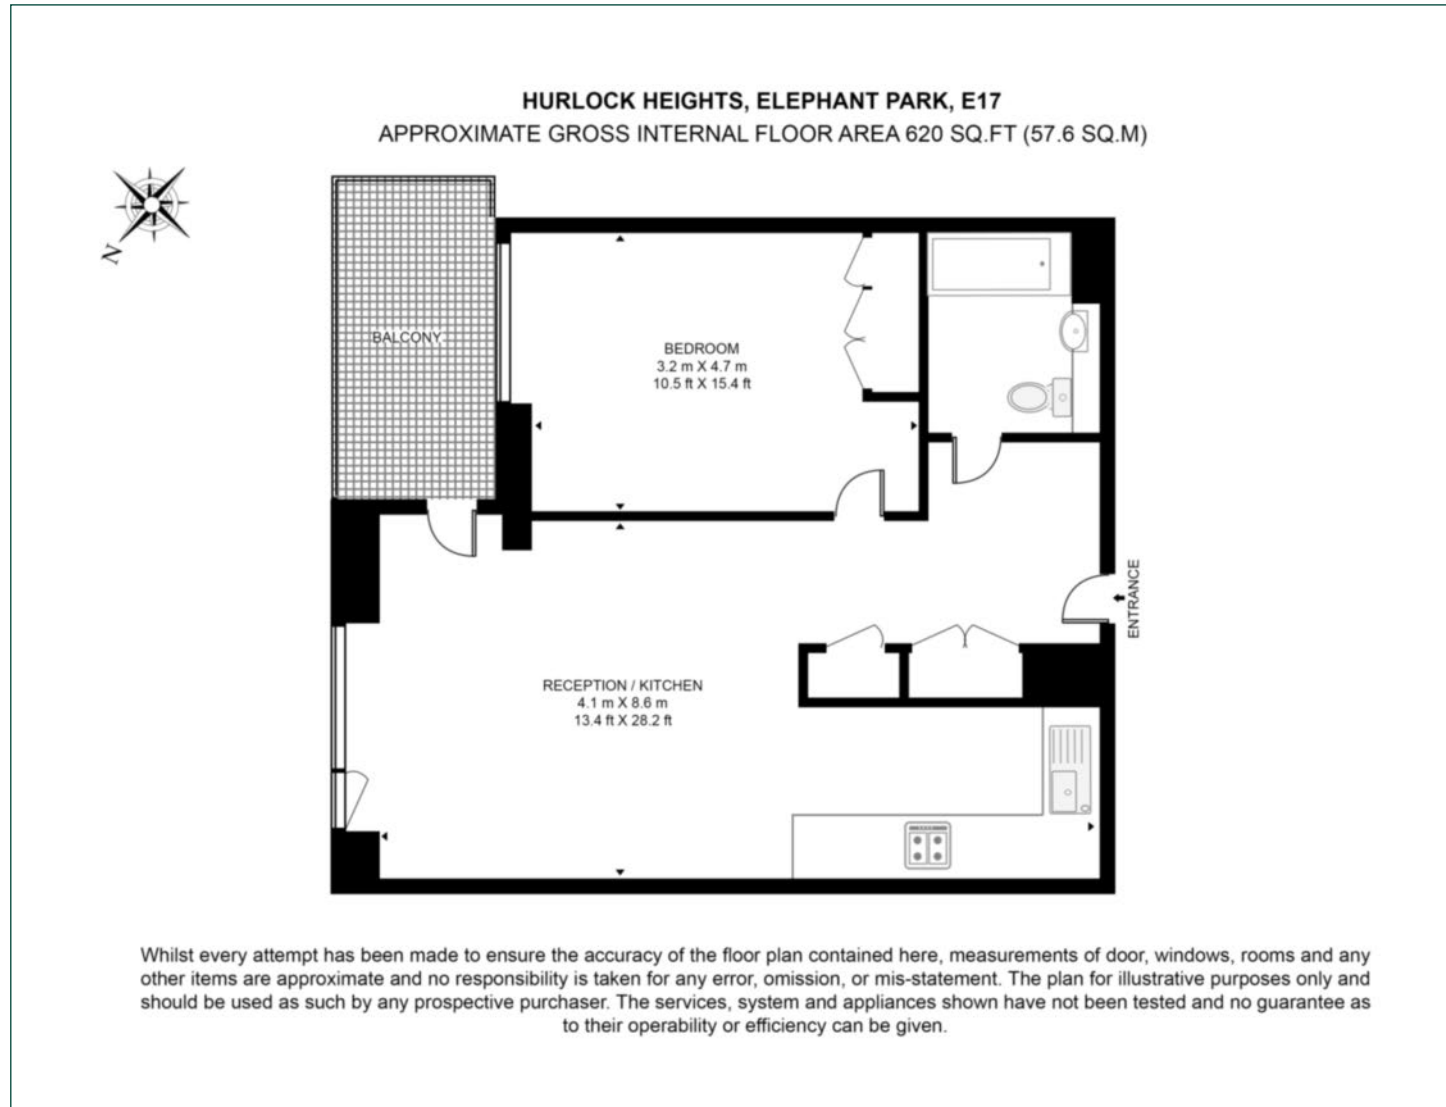 HURLOCK HEIGHTS, ELEPHANT PARK, E17
APPROXIMATE GROSS INTERNAL FLOOR AREA 620 SQ.FT (57.6 SQ.M)
N
BALCONY
BEDROOM
3.2 m X 4.7 m
10.5 ft X 15.4 ft
ENTRANCE
RECEPTION / KITCHEN
4.1 m X 8.6 m
13.4 ft X 28.2 ft
Whilst every attempt has been made to ensure the accuracy of the floor plan contained here, measurements of door, windows, rooms and any
other items are approximate and no responsibility is taken for any error, omission, or mis-statement. The plan for illustrative purposes only and
should be used as such by any prospective purchaser. The services, system and appliances shown have not been tested and no guarantee as
to their operability or efficiency can be given.